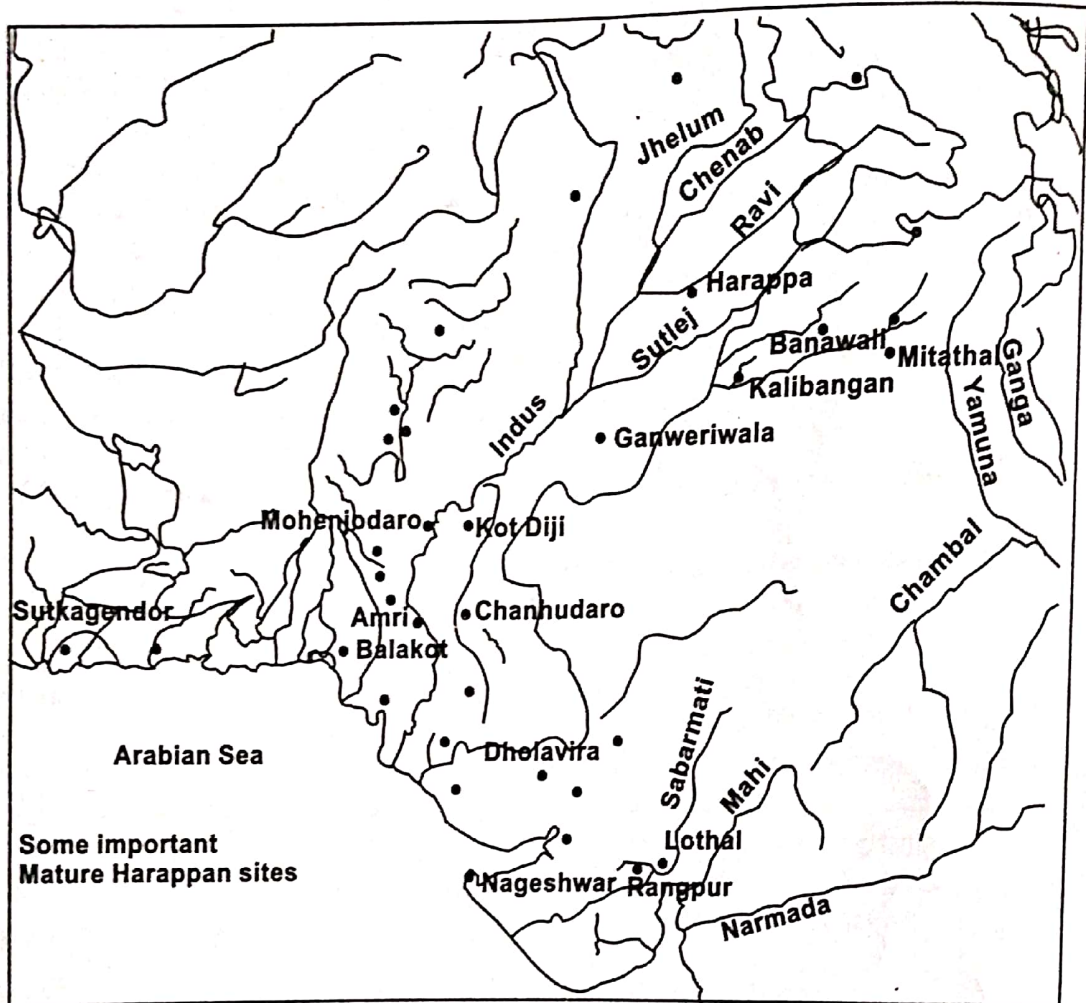 Jhelum
Chenab
Ravi
Harappa
Sutlej
Banawali
Mitathal
Kalibangan
Ganga
Yamuna
Indus
Ganweriwala
Mohenjodaro
Kot Diji
Chambal
Sutkagendor
Amri
Chanhudaro
Balakot
Sabarmati
Arabian Sea
Dholavira
Mahi
Some important
Mature Harappan sites
Lothal
Nageshwar
Rangpur
Narmada